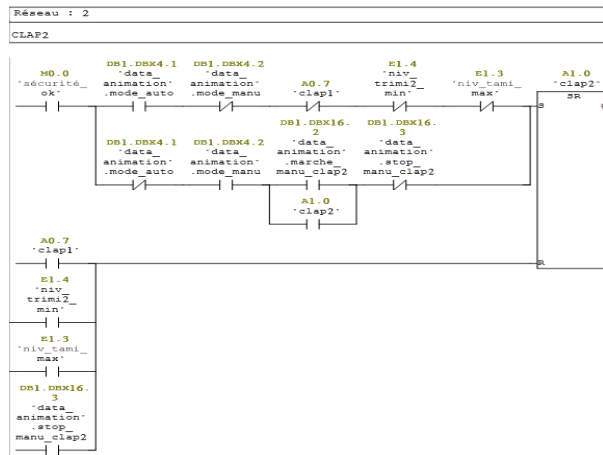 Réseau : 2
CLAP2
M0.0
"sécurité_
ok"
DB1.DBX4.1
"data_
animation"
.mode_auto
DB1.DBX4.2
"data_
animation"
.mode_manu
A0.7
"clap1"
E1.4
"niv_
trimi2_
min"
E1.3
"niv_tami_
max"
A1.0
"clap2"
SR
S
DB1.DBX4.1
"data_
animation"
.mode_auto
DB1.DBX4.2
"data_
animation"
.mode_manu
DB1.DBX16.
2
"data_
animation"
.marche_
manu_clap2
DB1.DBX16.
3
"data_
animation"
.stop_
manu_clap2
A1.0
"clap2"
A0.7
"clap1"
R
E1.4
"niv_
trimi2_
min"
E1.3
"niv_tami_
max"
DB1.DBX16.
3
"data_
animation"
.stop_
manu_clap2